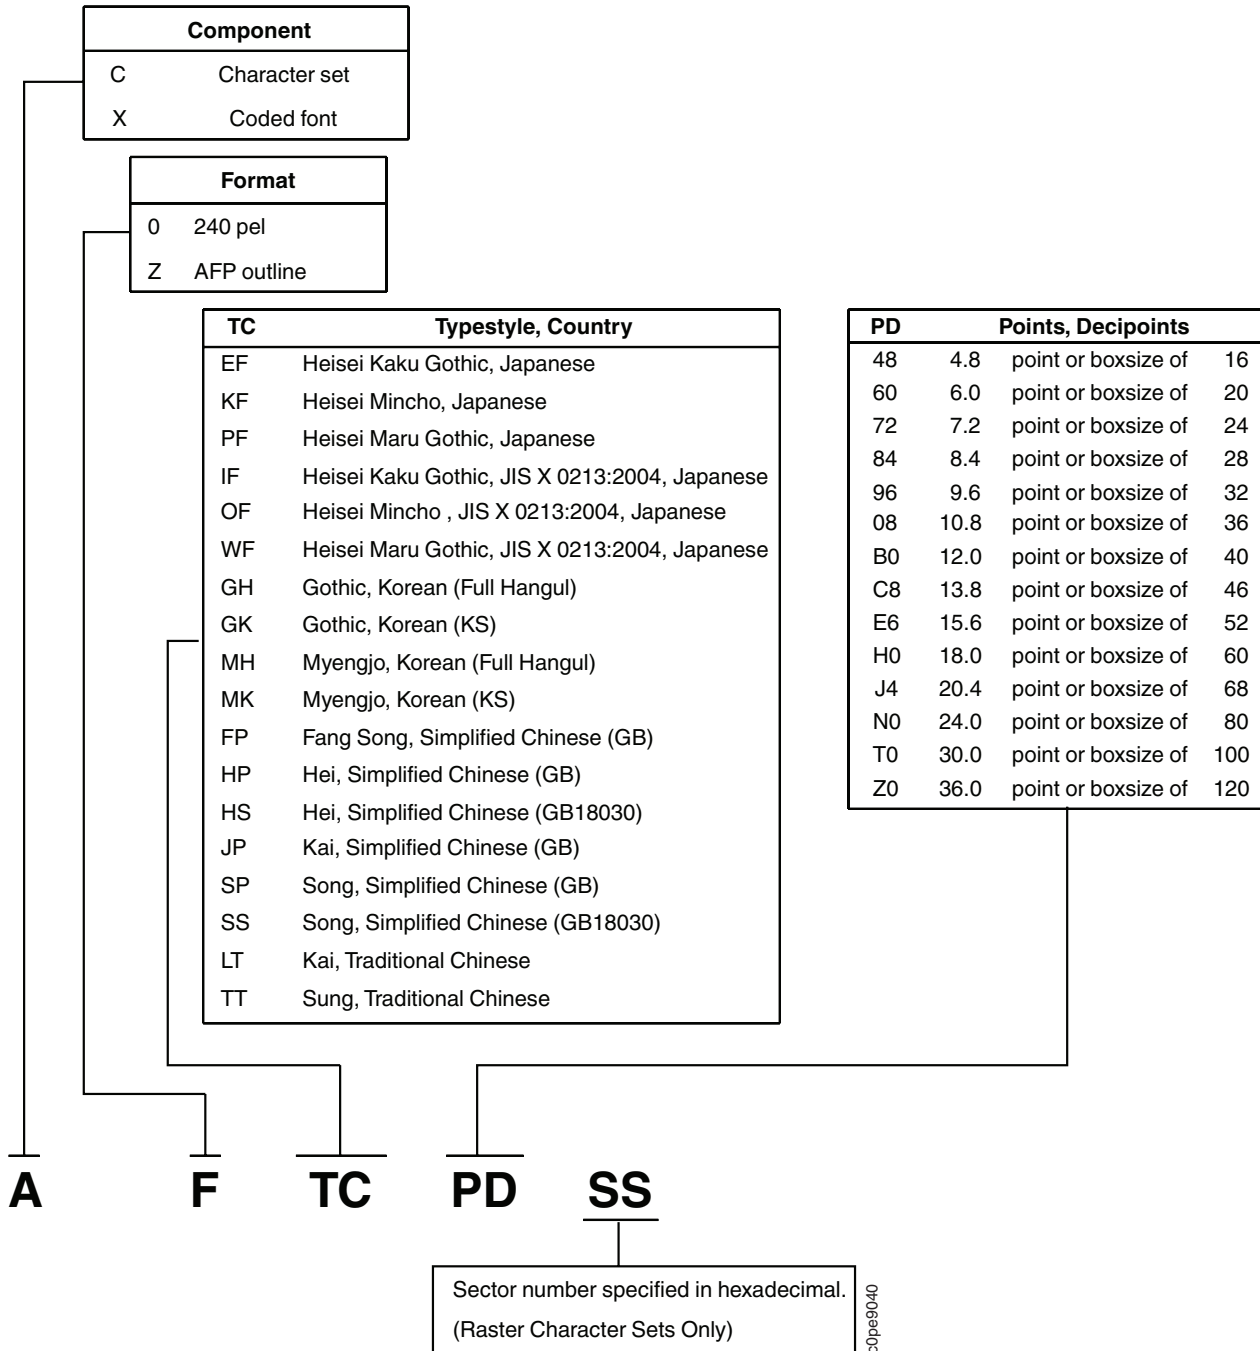 Component
C Character set
X Coded font
Format
0 240 pel
Z AFP outline
TC Typestyle, Country
EF Heisei Kaku Gothic, Japanese
KF Heisei Mincho, Japanese
PF Heisei Maru Gothic, Japanese
IF Heisei Kaku Gothic, JIS X 0213:2004, Japanese
OF Heisei Mincho , JIS X 0213:2004, Japanese
WF Heisei Maru Gothic, JIS X 0213:2004, Japanese
GH Gothic, Korean (Full Hangul)
GK Gothic, Korean (KS)
MH Myengjo, Korean (Full Hangul)
MK Myengjo, Korean (KS)
FP Fang Song, Simplified Chinese (GB)
HP Hei, Simplified Chinese (GB)
HS Hei, Simplified Chinese (GB18030)
JP Kai, Simplified Chinese (GB)
SP Song, Simplified Chinese (GB)
SS Song, Simplified Chinese (GB18030)
LT Kai, Traditional Chinese
TT Sung, Traditional Chinese
PD Points, Decipoints
48 4.8 point or boxsize of 16
60 6.0 point or boxsize of 20
72 7.2 point or boxsize of 24
84 8.4 point or boxsize of 28
96 9.6 point or boxsize of 32
08 10.8 point or boxsize of 36
B0 12.0 point or boxsize of 40
C8 13.8 point or boxsize of 46
E6 15.6 point or boxsize of 52
H0 18.0 point or boxsize of 60
J4 20.4 point or boxsize of 68
N0 24.0 point or boxsize of 80
T0 30.0 point or boxsize of 100
Z0 36.0 point or boxsize of 120
A F TC PD SS
Sector number specified in hexadecimal.
(Raster Character Sets Only)
c0pe9040